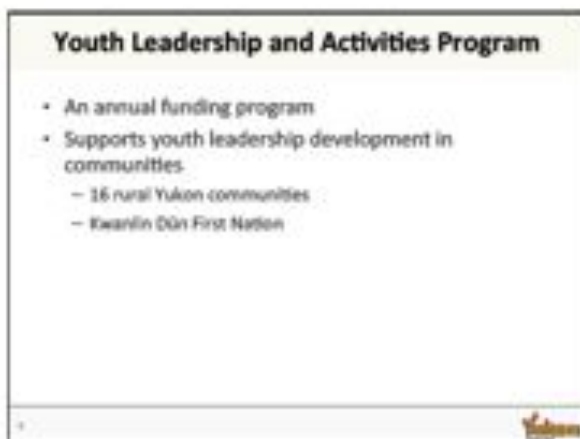 Youth Leadership and Activities Program
• An annual funding program
• Supports youth leadership development in
communities
– 16 rural Yukon communities
– Kwanlin Dün First Nation
Yukon